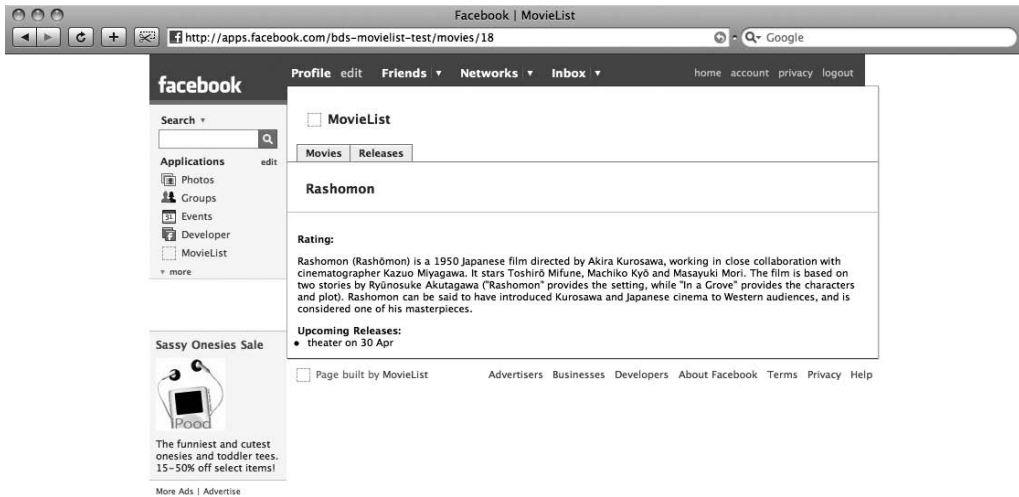 Facebook | MovieList
http://apps.facebook.com/bds-movielist-test/movies/18
Google
facebook
Profile edit Friends Networks Inbox
home account privacy logout
Search
Applications edit
Photos
Groups
31 Events
Developer
MovieList
more
MovieList
Movies Releases
Rashomon
Rating:
Rashomon (Rashōmon) is a 1950 Japanese film directed by Akira Kurosawa, working in close collaboration with
cinematographer Kazuo Miyagawa. It stars Toshirō Mifune, Machiko Kyō and Masayuki Mori. The film is based on
two stories by Ryūnosuke Akutagawa ("Rashomon" provides the setting, while "In a Grove" provides the characters
and plot). Rashomon can be said to have introduced Kurosawa and Japanese cinema to Western audiences, and is
considered one of his masterpieces.
Upcoming Releases:
• theater on 30 Apr
Sassy Onesies Sale
iPood
The funniest and cutest
onesies and toddler tees.
15-50% off select items!
More Ads | Advertise
Page built by MovieList
Advertisers Businesses Developers About Facebook Terms Privacy Help